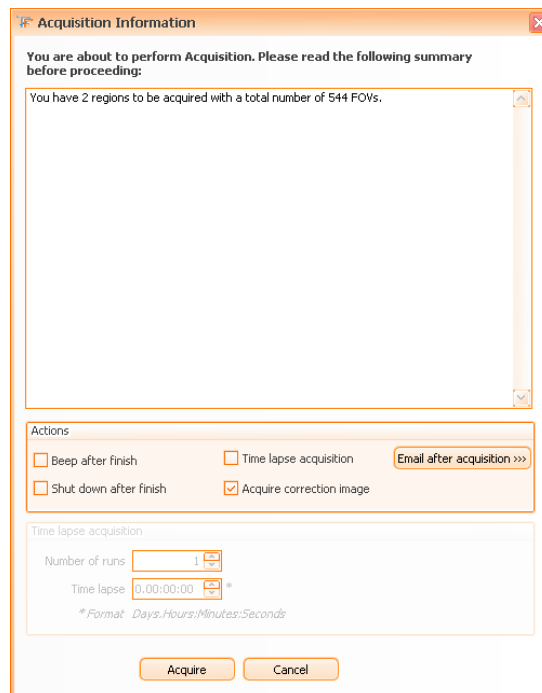 Acquisition Information
You are about to perform Acquisition. Please read the following summary
before proceeding:
You have 2 regions to be acquired with a total number of 544 FOVs.
Actions
Beep after finish
Time lapse acquisition
Email after acquisition >>>
Shut down after finish
Acquire correction image
Time lapse acquisition
Number of runs 1
Time lapse 0.00:00:00 *
* Format Days.Hours:Minutes:Seconds
Acquire Cancel